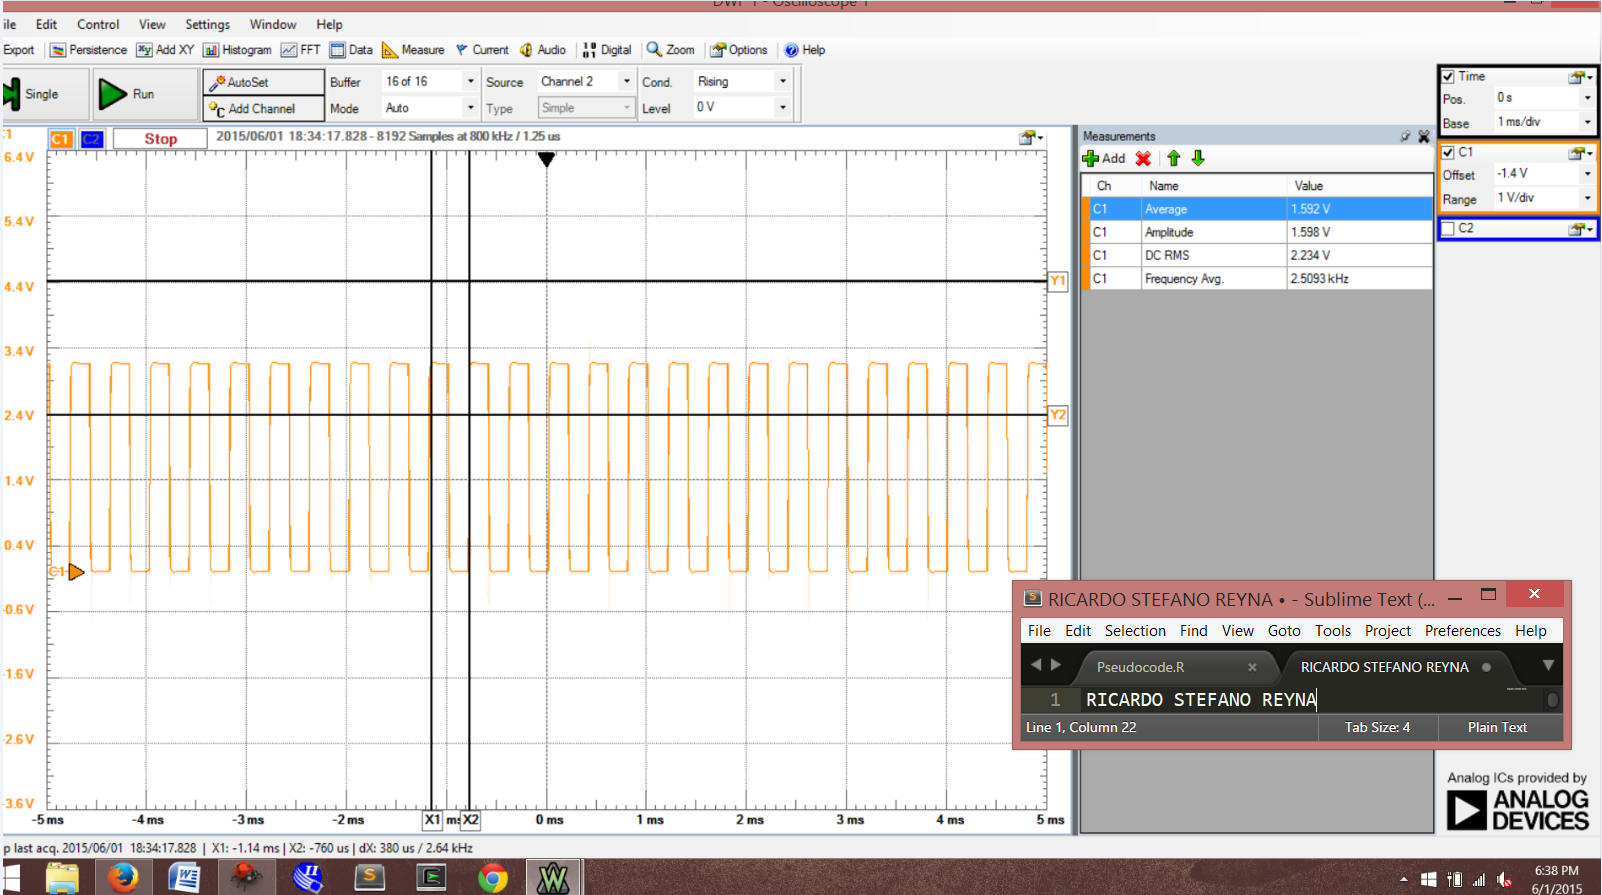 DWF 1 - Oscilloscope 1
ile Edit Control View Settings Window Help
Export Persistence Add XY Histogram FFT Data Measure Current Audio Digital Zoom Options Help
Single Run AutoSet Buffer 16 of 16 Source Channel 2 Cond. Rising
Add Channel Mode Auto Type Simple Level 0 V
C1 C2 Stop 2015/06/01 18:34:17.828 - 8192 Samples at 800 kHz / 1.25 us
6.4 V
5.4 V
4.4 V
3.4 V
2.4 V
1.4 V
0.4 V
-0.6 V
-1.6 V
-2.6 V
-3.6 V
C1
Y1
Y2
-5 ms -4 ms -3 ms -2 ms X1 ms X2 0 ms 1 ms 2 ms 3 ms 4 ms 5 ms
p last acq. 2015/06/01 18:34:17.828 | X1: -1.14 ms | X2: -760 us | dX: 380 us / 2.64 kHz
Measurements
Add
Ch Name Value
C1 Average 1.592 V
C1 Amplitude 1.598 V
C1 DC RMS 2.234 V
C1 Frequency Avg. 2.5093 kHz
Time
Pos. 0 s
Base 1 ms/div
C1
Offset -1.4 V
Range 1 V/div
C2
RICARDO STEFANO REYNA • - Sublime Text (...
File Edit Selection Find View Goto Tools Project Preferences Help
Pseudocode.R RICARDO STEFANO REYNA
1 RICARDO STEFANO REYNA
Line 1, Column 22 Tab Size: 4 Plain Text
Analog ICs provided by
ANALOG
DEVICES
6:38 PM
6/1/2015